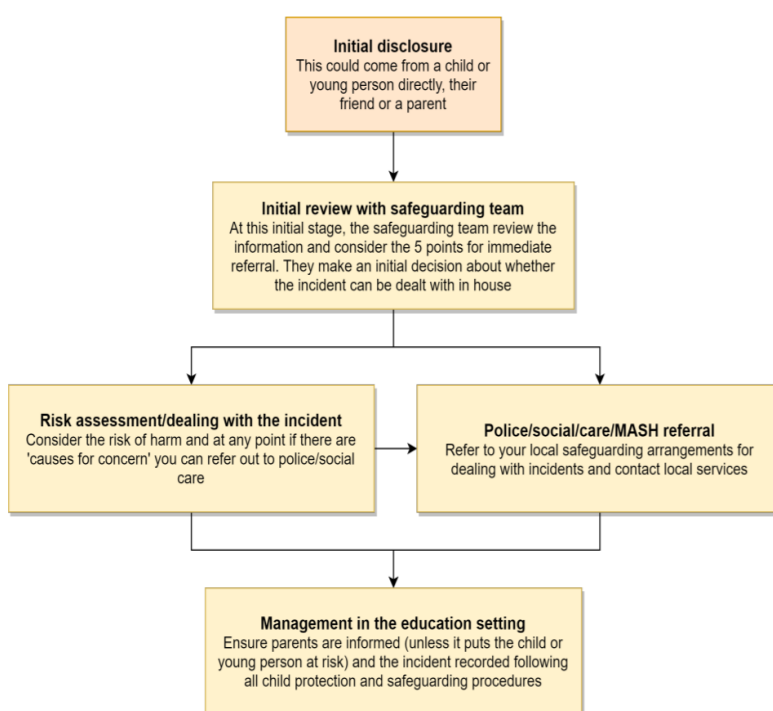 Initial disclosure
This could come from a child or
young person directly, their
friend or a parent
Initial review with safeguarding team
At this initial stage, the safeguarding team review the
information and consider the 5 points for immediate
referral. They make an initial decision about whether
the incident can be dealt with in house
Risk assessment/dealing with the incident
Consider the risk of harm and at any point if there are
'causes for concern' you can refer out to police/social
care
Police/social/care/MASH referral
Refer to your local safeguarding arrangements for
dealing with incidents and contact local services
Management in the education setting
Ensure parents are informed (unless it puts the child or
young person at risk) and the incident recorded following
all child protection and safeguarding procedures